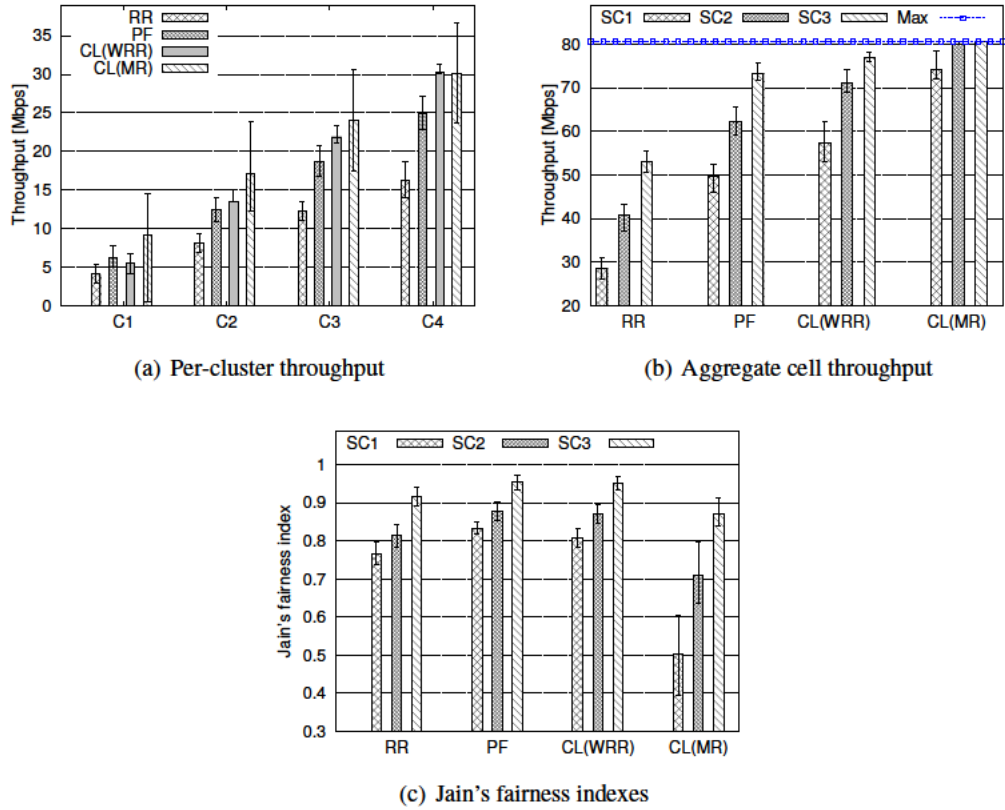 RR
PF
CL(WRR)
CL(MR)
Throughput [Mbps]
35
30
25
20
15
10
5
0
C1 C2 C3 C4
(a) Per-cluster throughput
SC1 SC2 SC3 Max
Throughput [Mbps]
80
70
60
50
40
30
20
RR PF CL(WRR) CL(MR)
(b) Aggregate cell throughput
SC1 SC2 SC3
Jain's fairness index
1
0.9
0.8
0.7
0.6
0.5
0.4
0.3
RR PF CL(WRR) CL(MR)
(c) Jain's fairness indexes